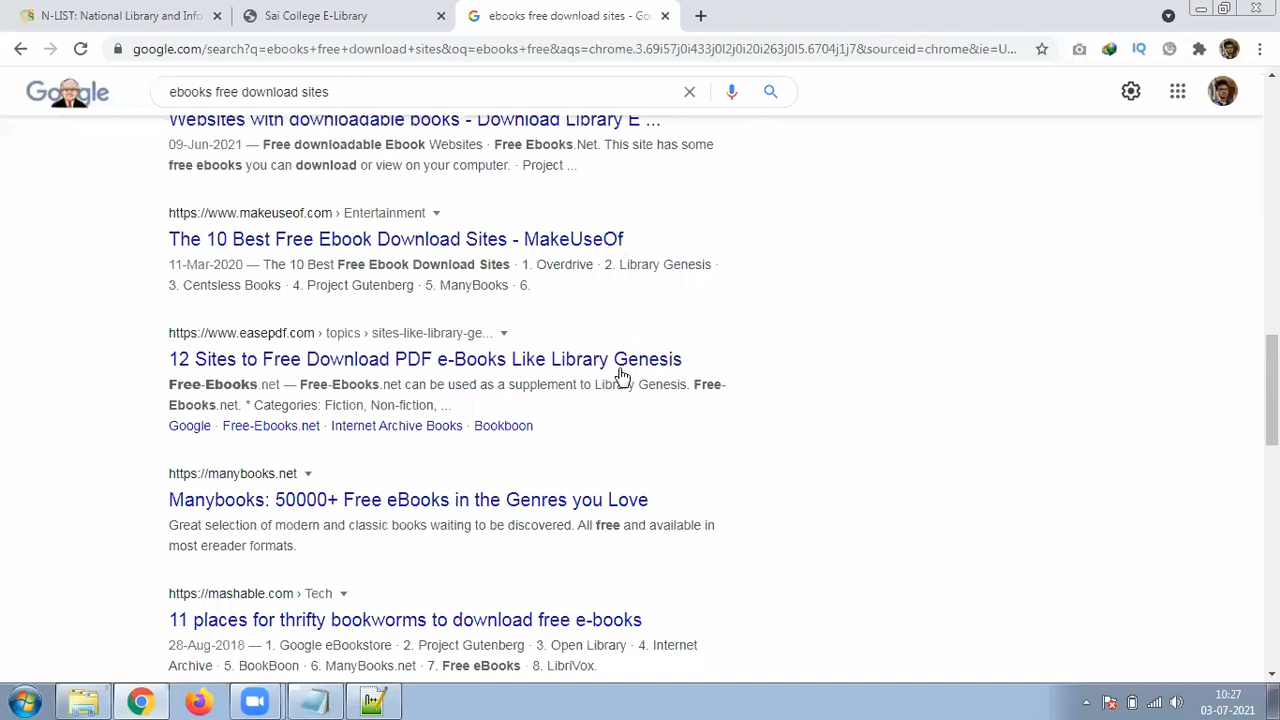 N-LIST: National Library and Info
Sai College E-Library
ebooks free download sites - Go
google.com/search?q=ebooks+free+download+sites&oq=ebooks+free&aqs=chrome.3.69i57j0i433j0l2j0i20i263j0l5.6704j1j7&sourceid=chrome&ie=U...
IQ
Google
ebooks free download sites
Websites with downloadable books - Download Library E ...
09-Jun-2021 — Free downloadable Ebook Websites · Free Ebooks.Net. This site has some
free ebooks you can download or view on your computer. · Project ...
https://www.makeuseof.com › Entertainment
The 10 Best Free Ebook Download Sites - MakeUseOf
11-Mar-2020 — The 10 Best Free Ebook Download Sites · 1. Overdrive · 2. Library Genesis ·
3. Centsless Books · 4. Project Gutenberg · 5. ManyBooks · 6.
https://www.easepdf.com › topics › sites-like-library-ge...
12 Sites to Free Download PDF e-Books Like Library Genesis
Free-Ebooks.net — Free-Ebooks.net can be used as a supplement to Library Genesis. Free-
Ebooks.net. * Categories: Fiction, Non-fiction, ...
Google · Free-Ebooks.net · Internet Archive Books · Bookboon
https://manybooks.net
Manybooks: 50000+ Free eBooks in the Genres you Love
Great selection of modern and classic books waiting to be discovered. All free and available in
most ereader formats.
https://mashable.com › Tech
11 places for thrifty bookworms to download free e-books
28-Aug-2018 — 1. Google eBookstore · 2. Project Gutenberg · 3. Open Library · 4. Internet
Archive · 5. BookBoon · 6. ManyBooks.net · 7. Free eBooks · 8. LibriVox.
10:27
03-07-2021